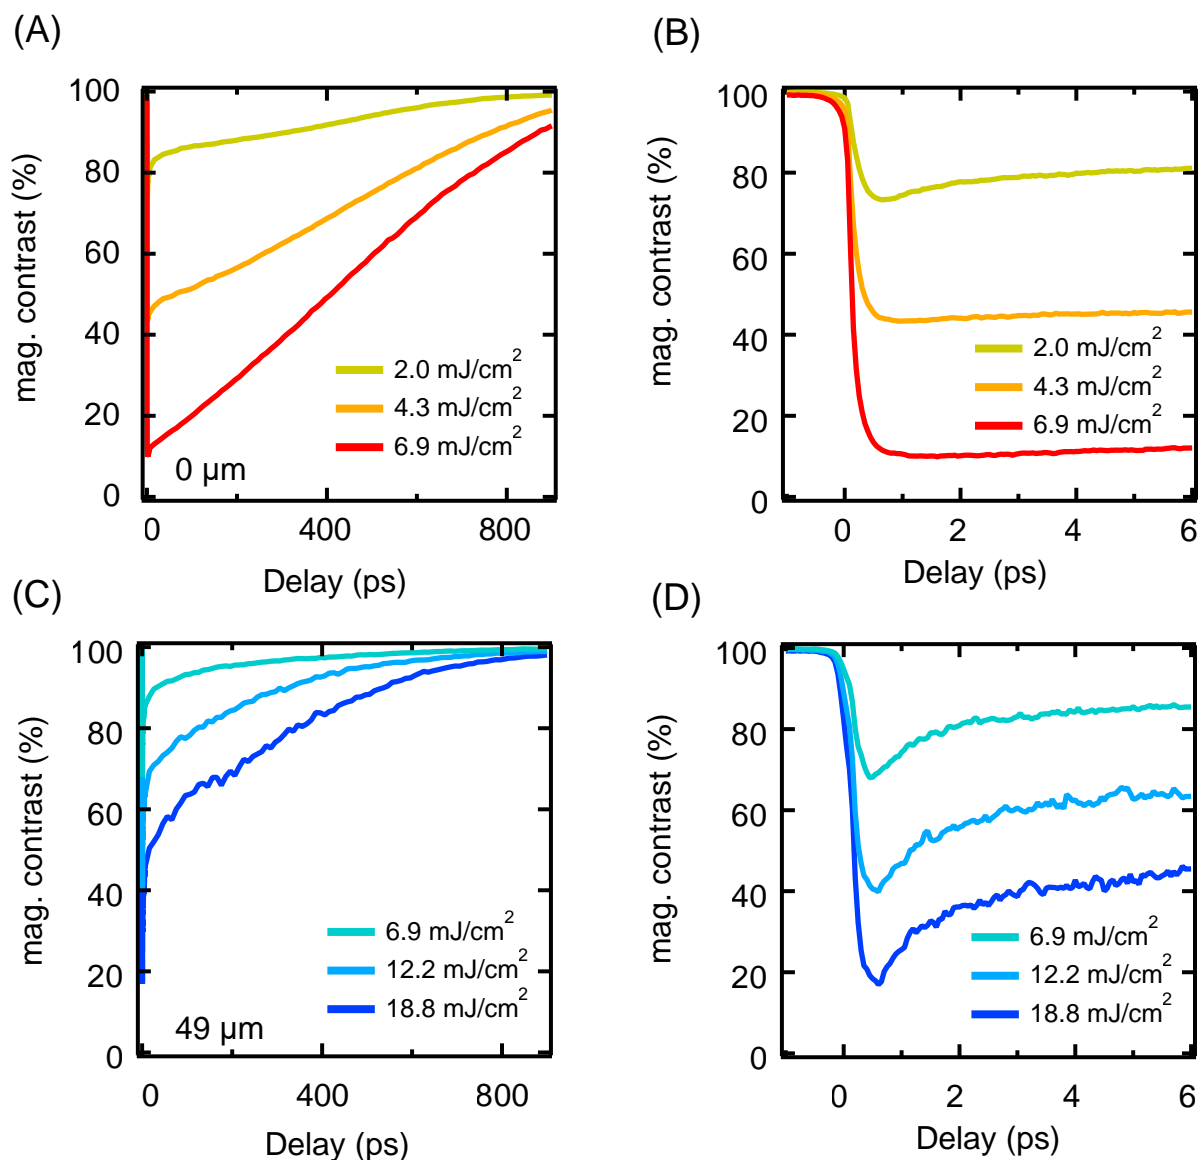 (A)
100
80
60
40
20
0
mag. contrast (%)
2.0 mJ/cm²
4.3 mJ/cm²
6.9 mJ/cm²
0 µm
0 400 800
Delay (ps)
(B)
100
80
60
40
20
0
mag. contrast (%)
2.0 mJ/cm²
4.3 mJ/cm²
6.9 mJ/cm²
0 2 4 6
Delay (ps)
(C)
100
80
60
40
20
0
mag. contrast (%)
6.9 mJ/cm²
12.2 mJ/cm²
18.8 mJ/cm²
49 µm
0 400 800
Delay (ps)
(D)
100
80
60
40
20
0
mag. contrast (%)
6.9 mJ/cm²
12.2 mJ/cm²
18.8 mJ/cm²
0 2 4 6
Delay (ps)